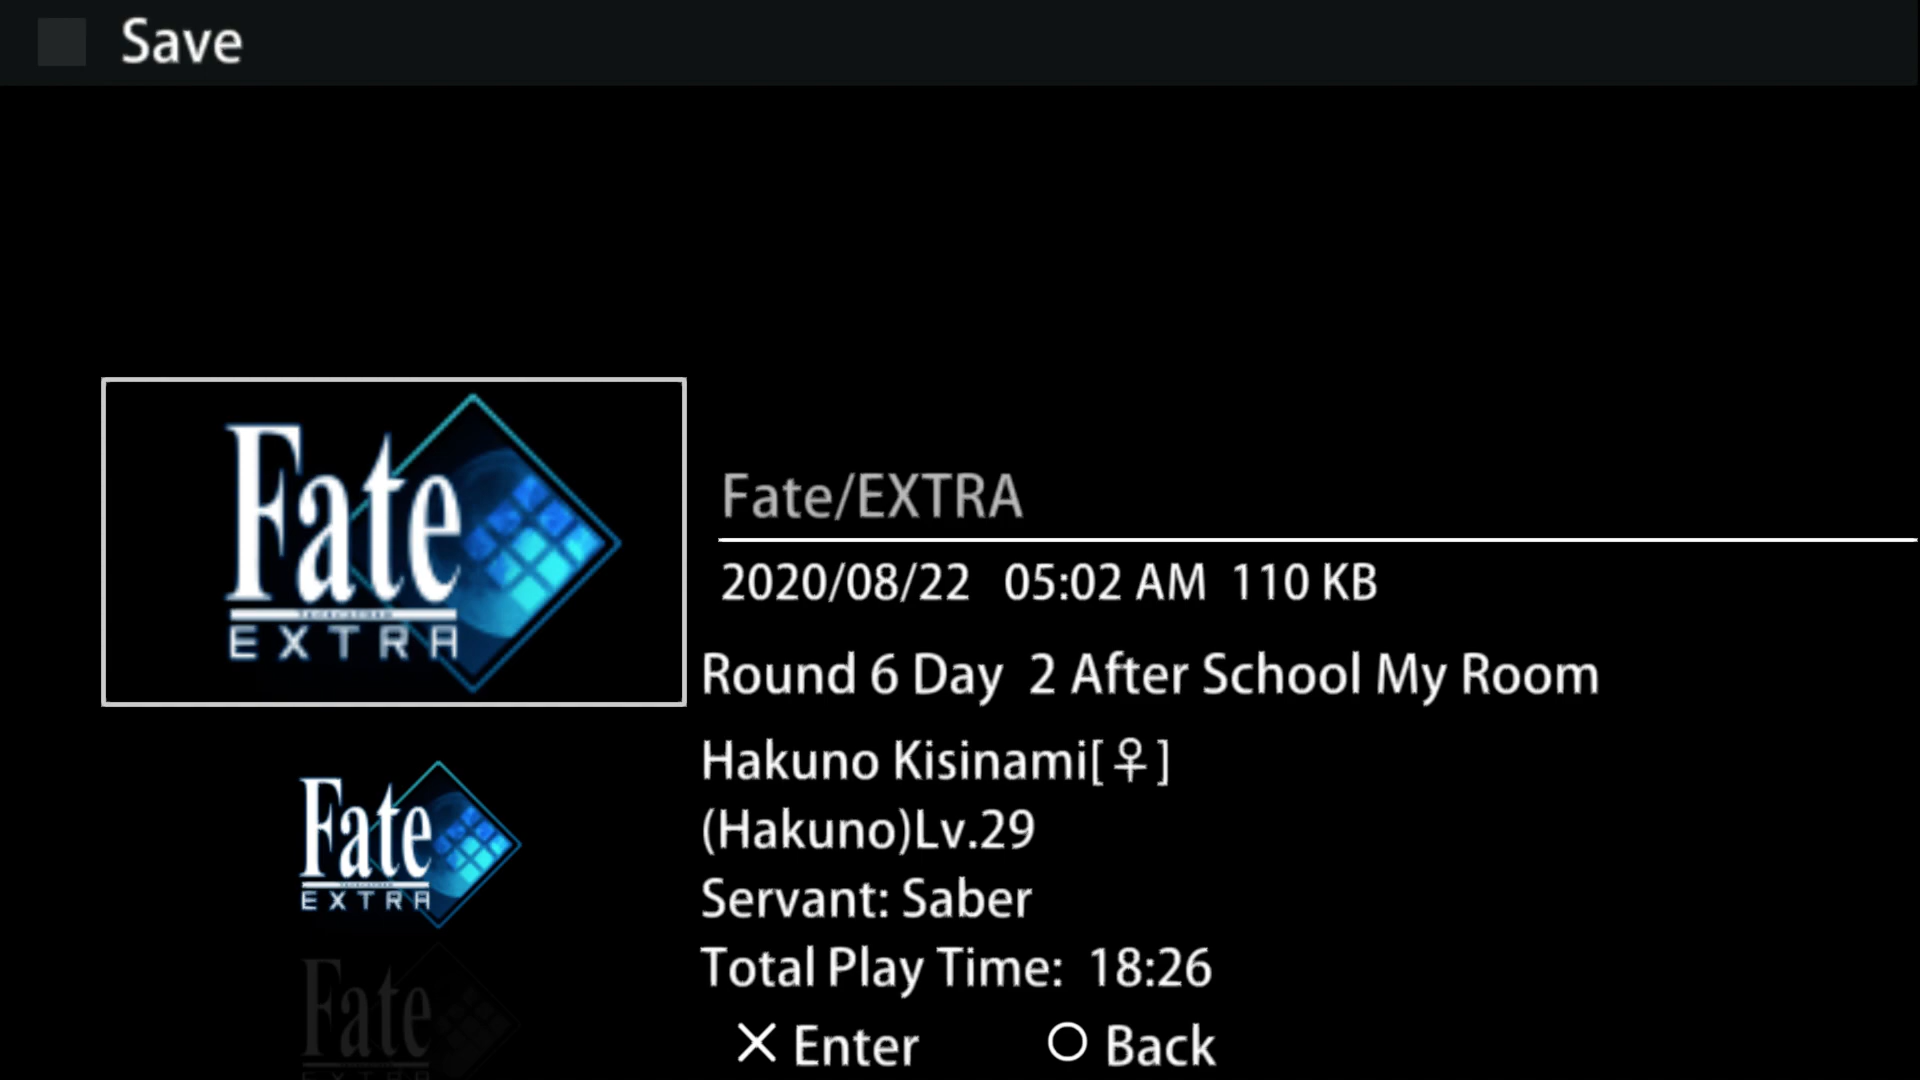 Save
Fate
EXTRA
Fate/EXTRA
2020/08/22 05:02 AM 110 KB
Round 6 Day 2 After School My Room
Hakuno Kisinami[♀]
(Hakuno)Lv.29
Servant: Saber
Total Play Time: 18:26
Fate
EXTRA
Fate
× Enter ○ Back